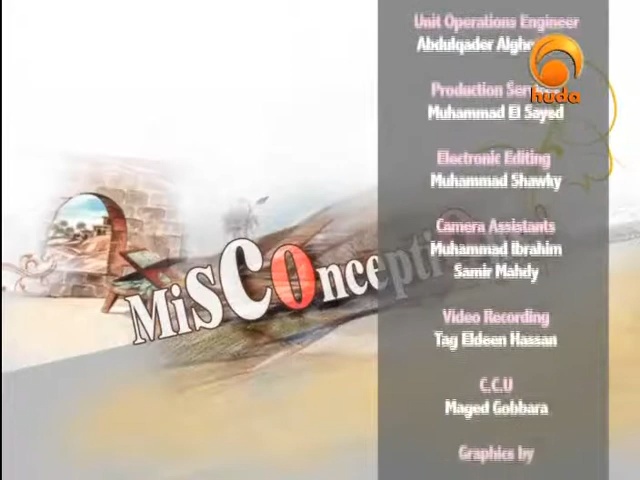 Unit Operations Engineer
Abdulqader
huda
Production
Muhammad El Sayed
Electronic Editing
Muhammad Shawky
Camera Assistants
Muhammad Ibrahim
Samir Mahdy
MisConcepti
Video Recording
Tag Eldeen Hassan
C.C.U
Maged Gobbara
Graphics by